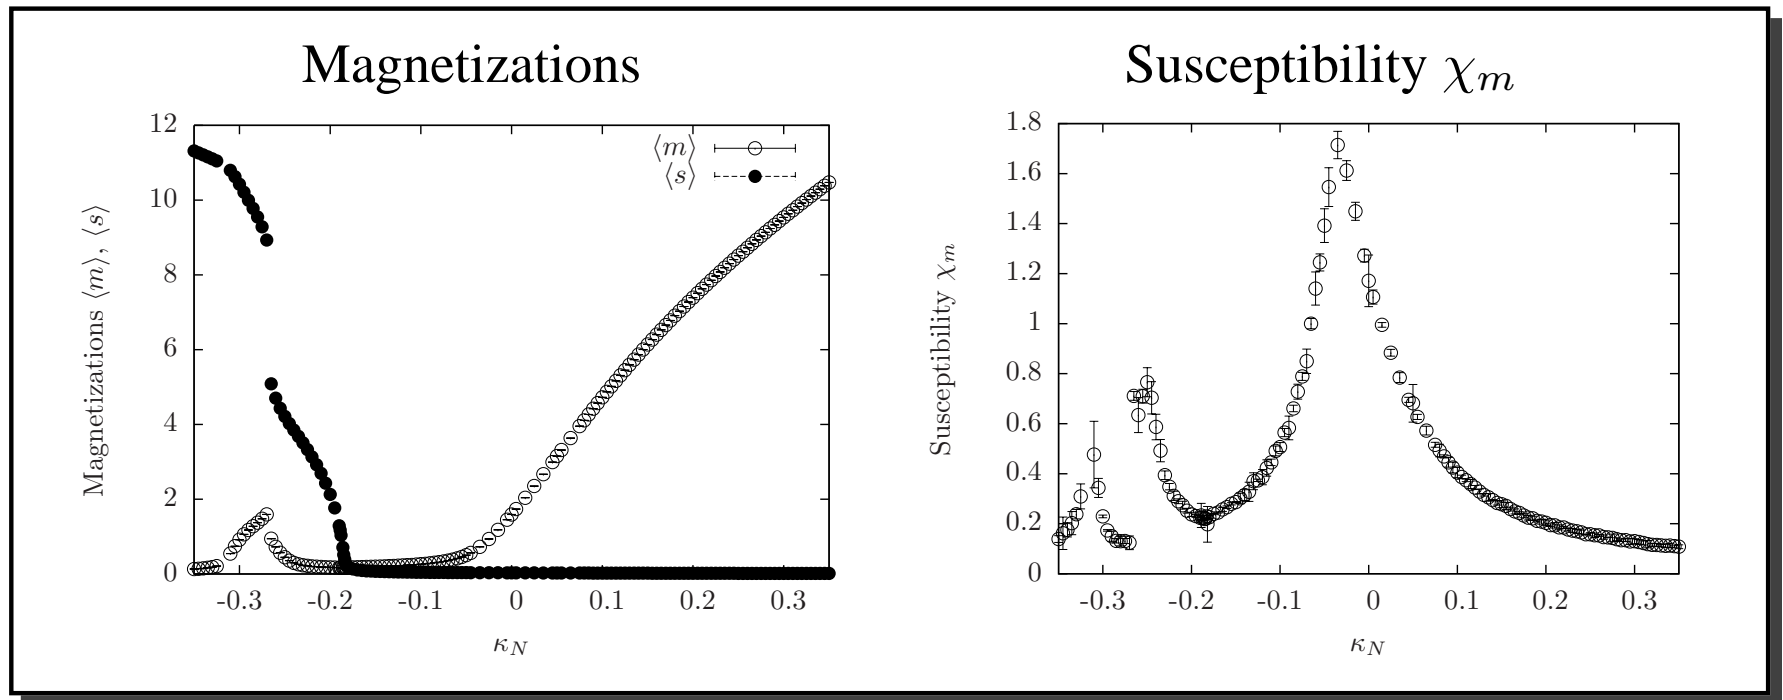 Magnetizations
12
10
8
6
4
2
0
-0.3 -0.2 -0.1 0 0.1 0.2 0.3
Magnetizations ⟨m⟩, ⟨s⟩
κ_N
⟨m⟩
⟨s⟩
Susceptibility χ_m
1.8
1.6
1.4
1.2
1
0.8
0.6
0.4
0.2
0
-0.3 -0.2 -0.1 0 0.1 0.2 0.3
Susceptibility χ_m
κ_N